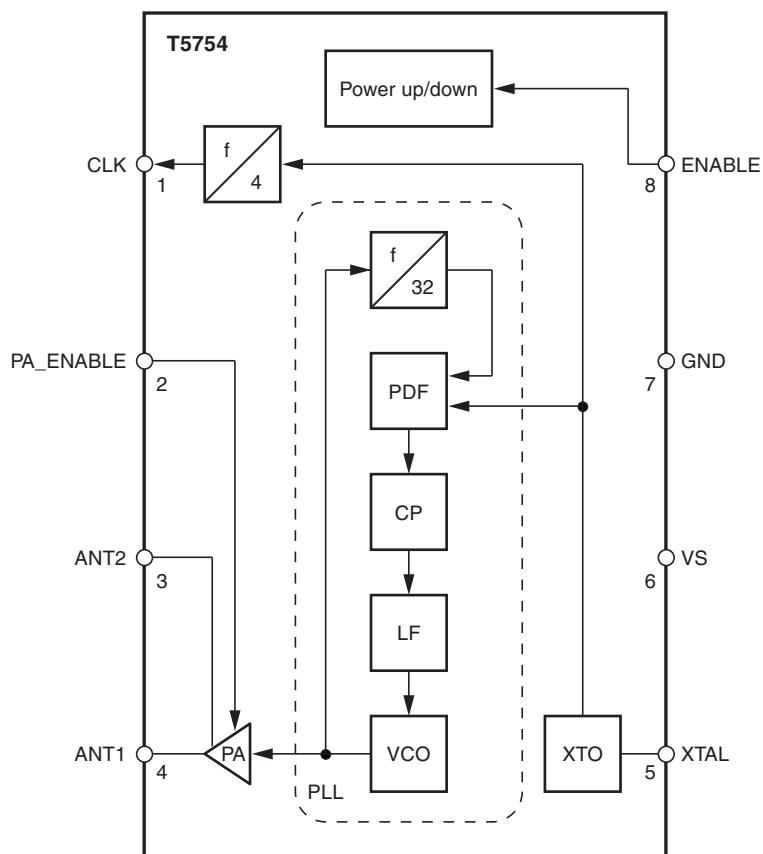 T5754
Power up/down
CLK
1
f
4
ENABLE
8
f
32
PA_ENABLE
2
PDF
GND
7
CP
ANT2
3
VS
6
LF
ANT1
4
PA
VCO
XTO
XTAL
5
PLL